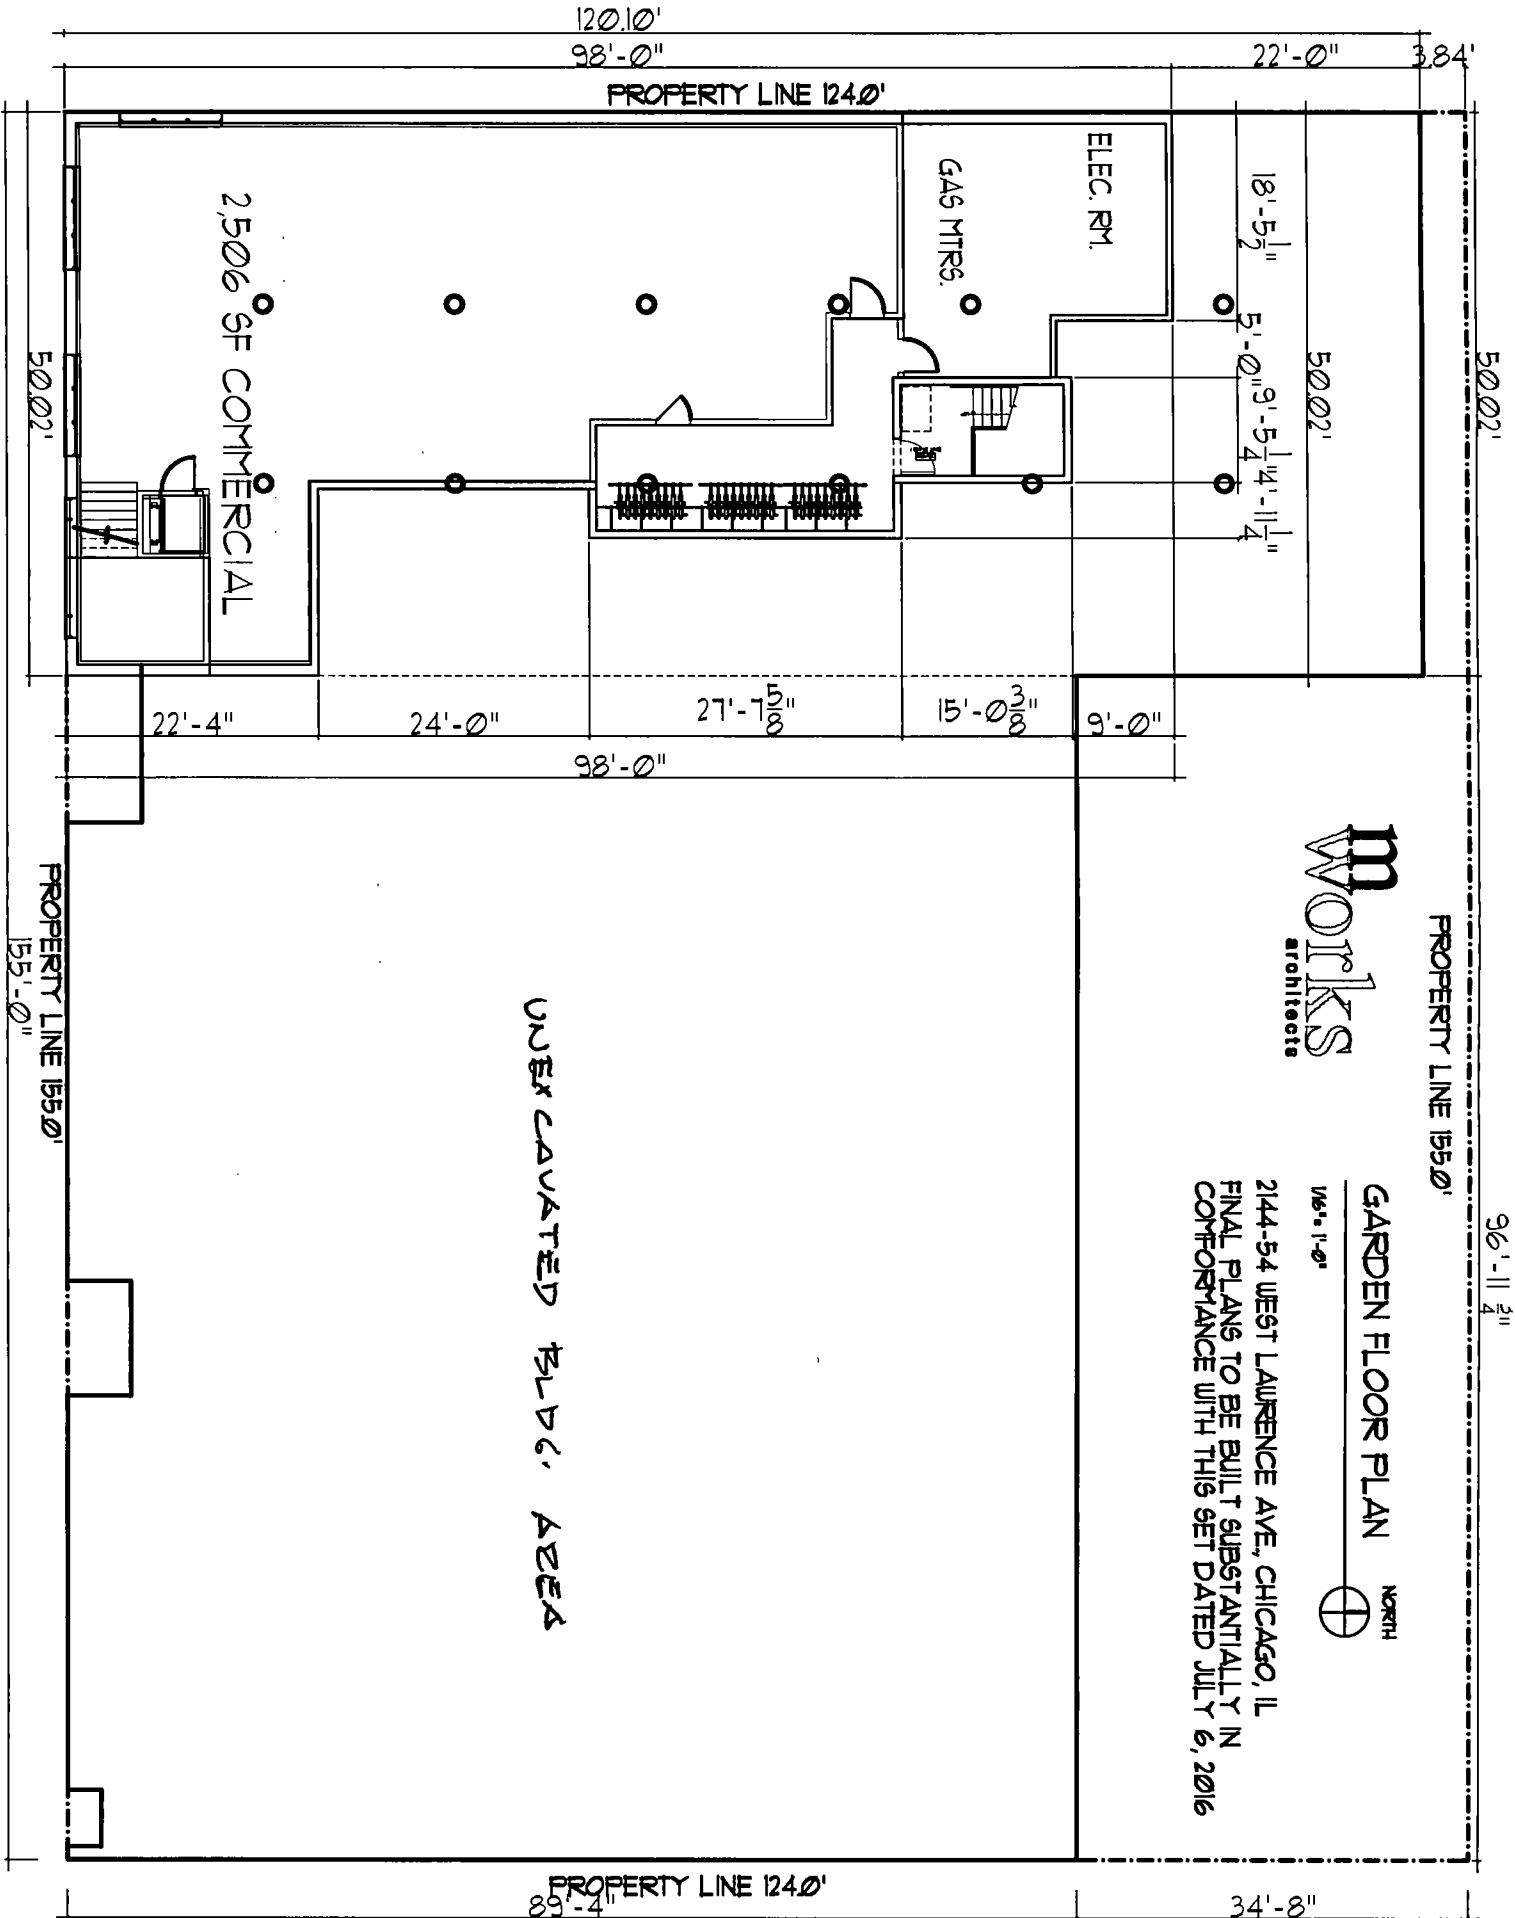 120.10'
98'-0"
22'-0"
3.84'
PROPERTY LINE 124.0'
ELEC. RM.
GAS MTRS.
2,506 SF COMMERCIAL
18'-5 1/2"
5'-0"
9'-5 1/4"
4'-11 1/4"
50.02'
50.02'
50.02'
22'-4"
24'-0"
27'-7 5/8"
15'-0 3/8"
9'-0"
98'-0"
mworks
architects
PROPERTY LINE 155.0'
96'-11 3/4"
PROPERTY LINE 155.0'
155'-0"
GARDEN FLOOR PLAN
NORTH
1/16"= 1'-0"
2144-54 WEST LAWRENCE AVE., CHICAGO, IL
FINAL PLANS TO BE BUILT SUBSTANTIALLY IN
COMFORMANCE WITH THIS SET DATED JULY 6, 2016
UNEXCAVATED BLDG. AREA
PROPERTY LINE 124.0'
89'-4"
34'-8"